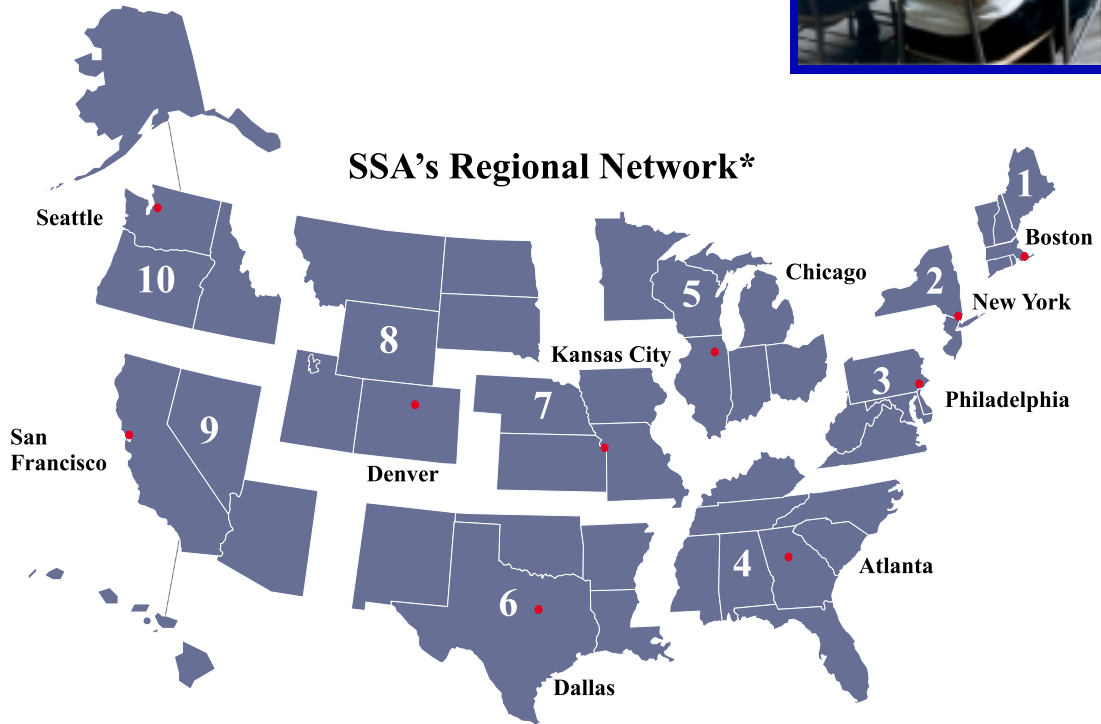 SSA’s Regional Network*
1
Seattle
Boston
10
2
Chicago
5
New York
8
Kansas City
3
7
Philadelphia
9
San
Francisco
Denver
4
Atlanta
6
Dallas